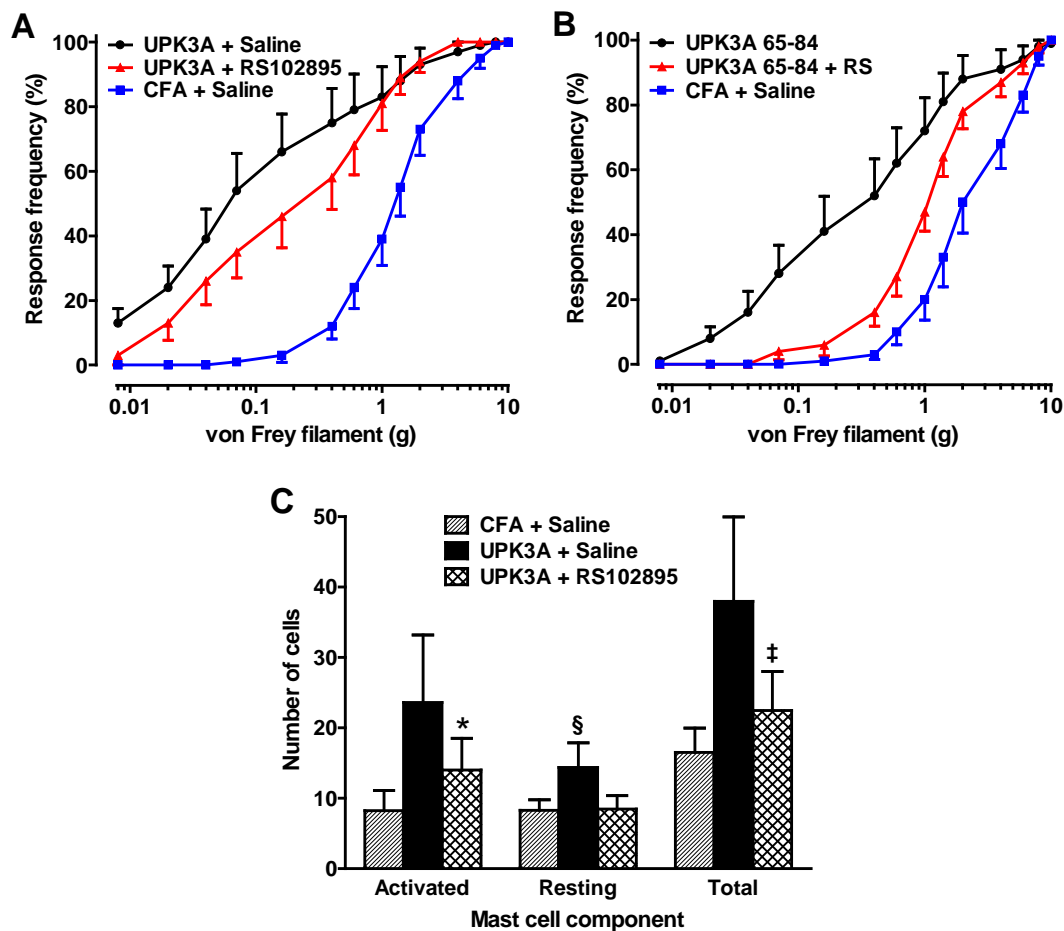 A
UPK3A + Saline
UPK3A + RS102895
CFA + Saline
Response frequency (%)
100
80
60
40
20
0
0.01 0.1 1 10
von Frey filament (g)
B
UPK3A 65-84
UPK3A 65-84 + RS
CFA + Saline
Response frequency (%)
100
80
60
40
20
0
0.01 0.1 1 10
von Frey filament (g)
C
CFA + Saline
UPK3A + Saline
UPK3A + RS102895
Number of cells
50
40
30
20
10
0
*
§
‡
Activated Resting Total
Mast cell component